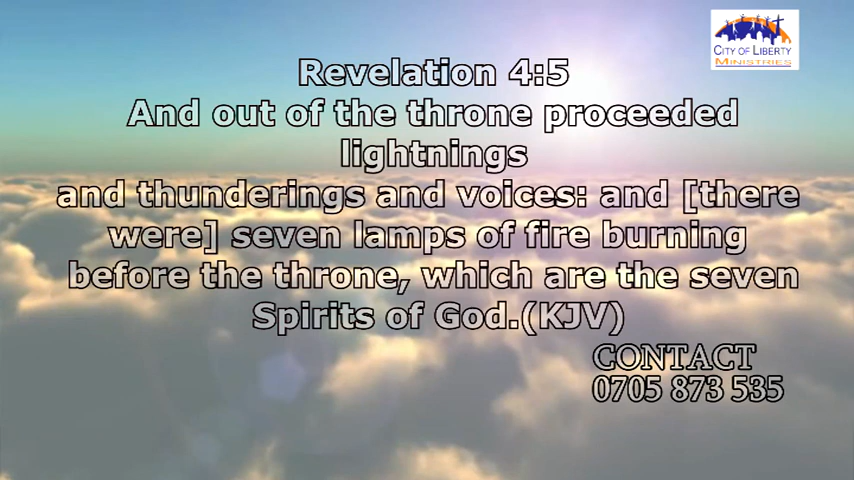 CITY OF LIBERTY
MINISTRIES
Revelation 4:5
And out of the throne proceeded
lightnings
and thunderings and voices: and [there
were] seven lamps of fire burning
before the throne, which are the seven
Spirits of God.(KJV)
CONTACT
0705 873 535